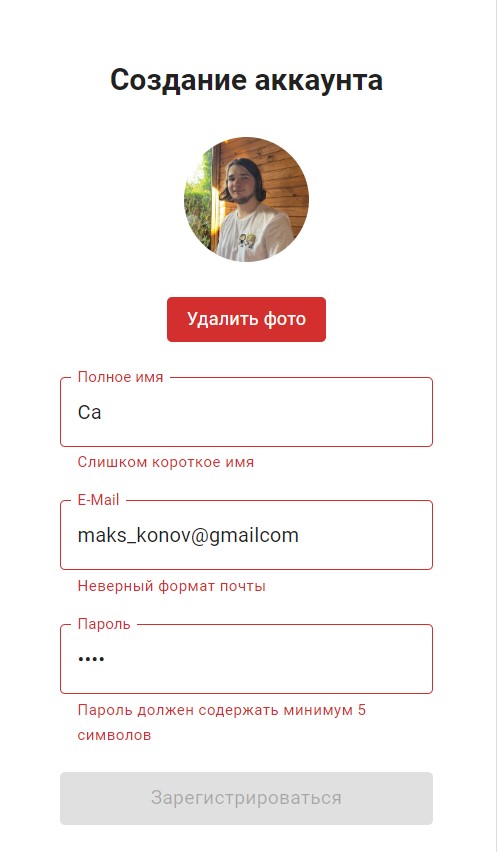 Создание аккаунта
Удалить фото
Полное имя
Са
Слишком короткое имя
E-Mail
maks_konov@gmailcom
Неверный формат почты
Пароль
••••
Пароль должен содержать минимум 5
символов
Зарегистрироваться